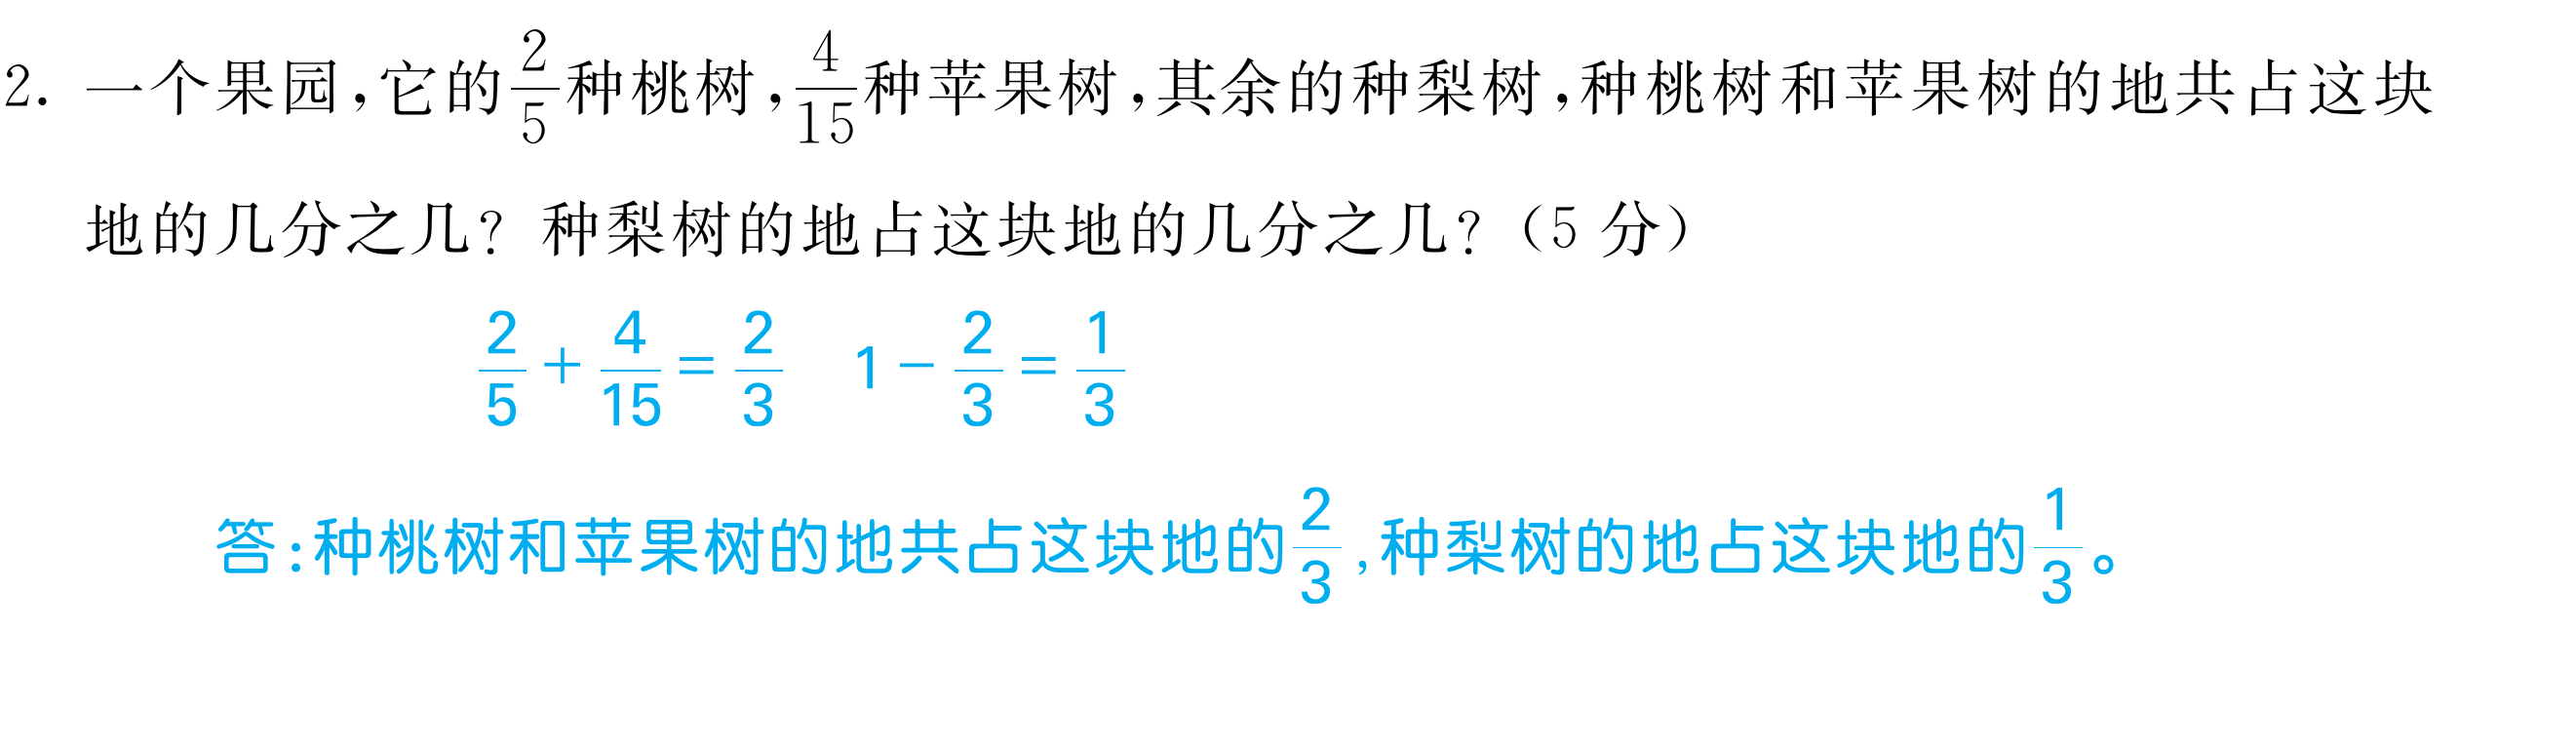 2. 一个果园,它的2/5种桃树,4/15种苹果树,其余的种梨树,种桃树和苹果树的地共占这块
地的几分之几? 种梨树的地占这块地的几分之几?(5 分)
2/5 + 4/15 = 2/3  1 - 2/3 = 1/3
答:种桃树和苹果树的地共占这块地的2/3,种梨树的地占这块地的1/3。